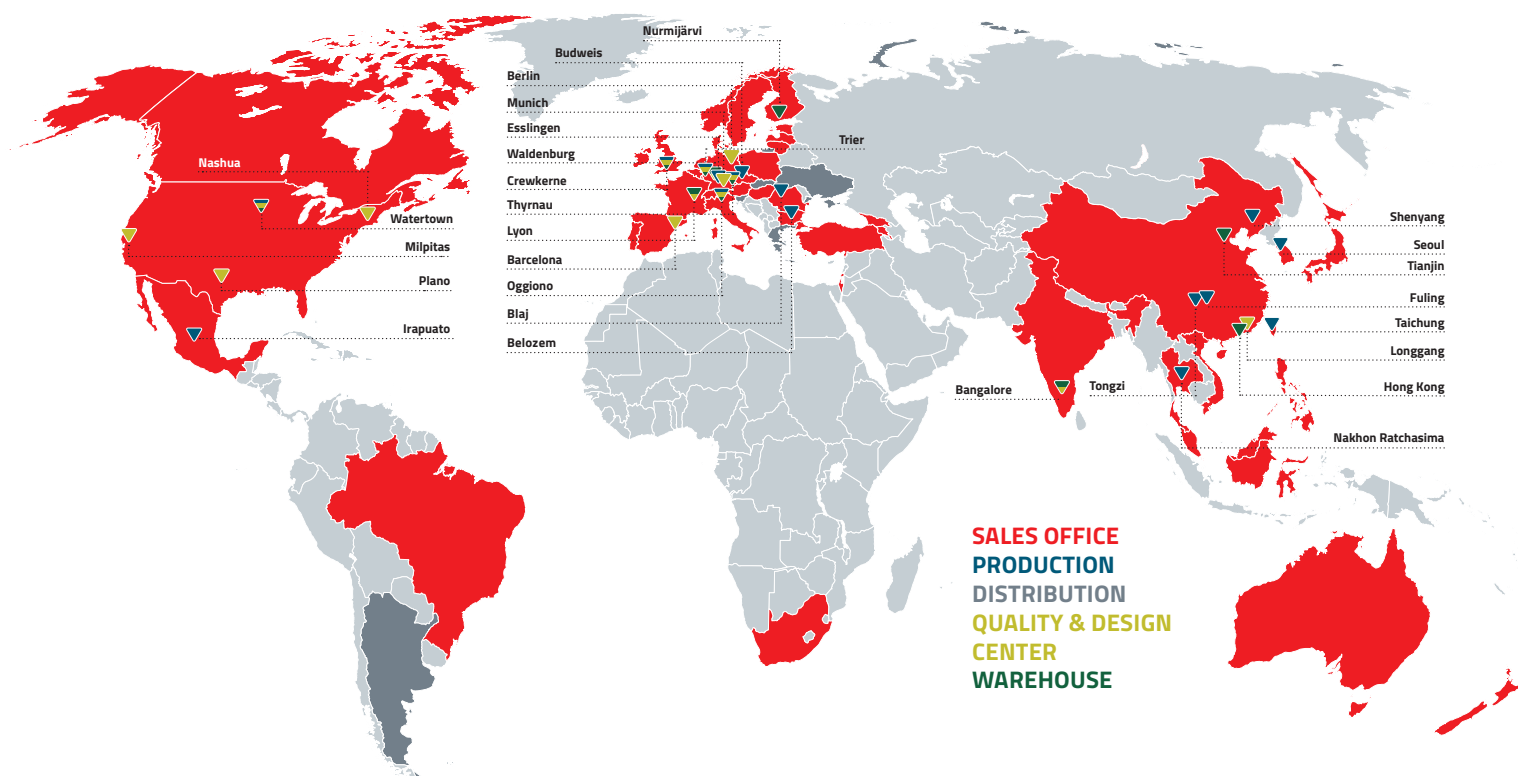 Nurmijärvi
Budweis
Berlin
Munich
Esslingen
Waldenburg
Crewkerne
Thyrnau
Lyon
Barcelona
Oggiono
Blaj
Belozem
Trier
Nashua
Watertown
Milpitas
Plano
Irapuato
Shenyang
Seoul
Tianjin
Fuling
Taichung
Longgang
Hong Kong
Bangalore
Tongzi
Nakhon Ratchasima
SALES OFFICE
PRODUCTION
DISTRIBUTION
QUALITY & DESIGN
CENTER
WAREHOUSE